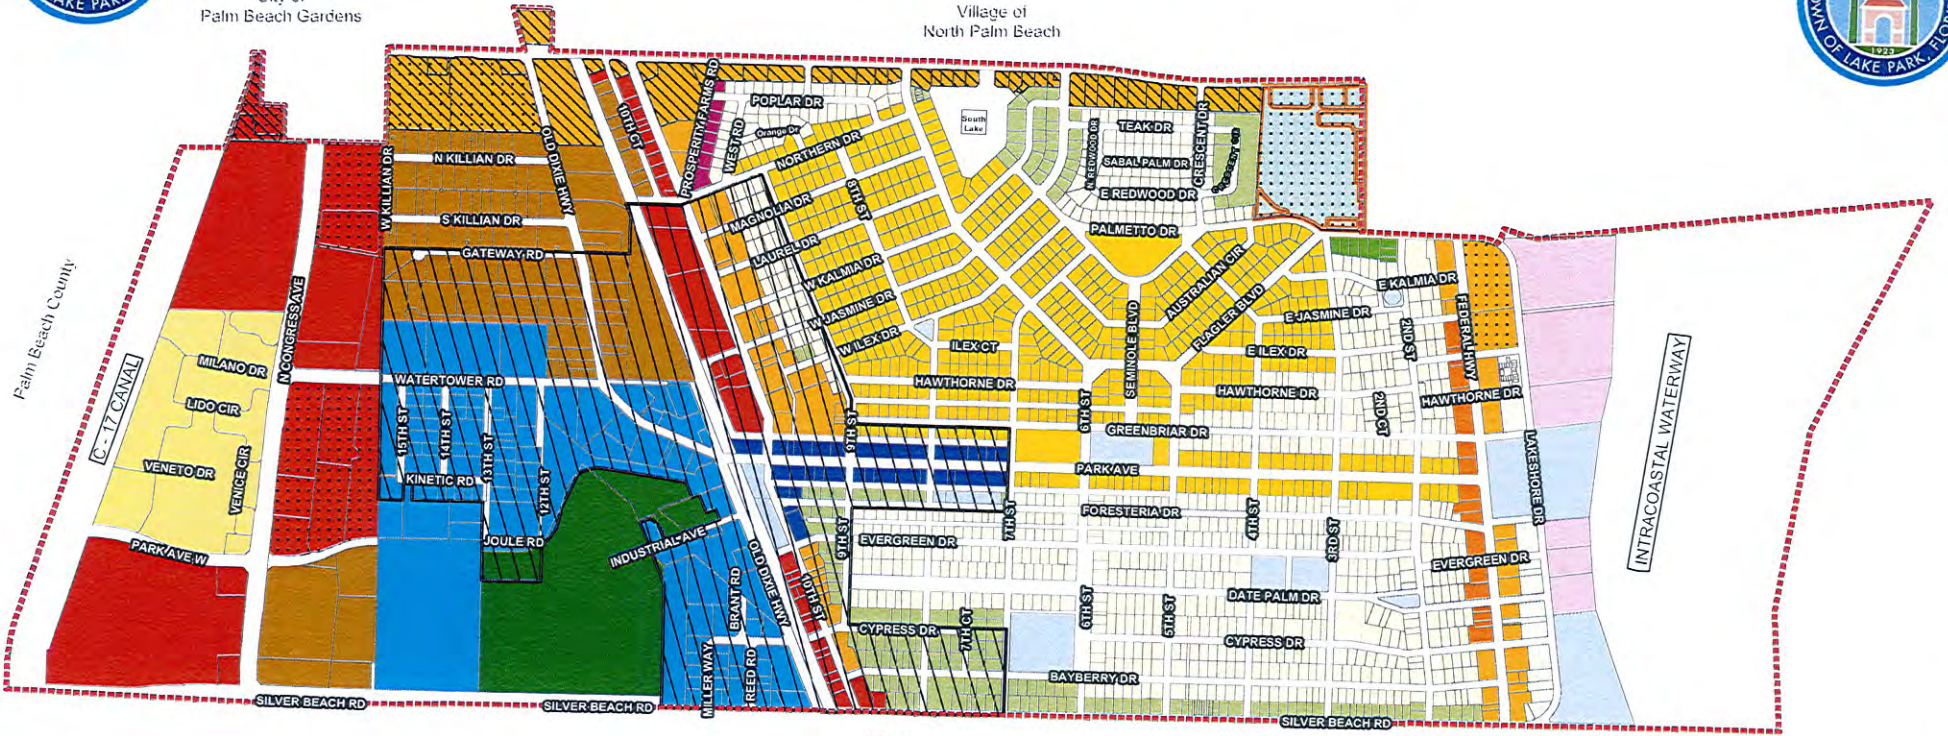 LAKE PARK
City of
Palm Beach Gardens
Village of
North Palm Beach
TOWN OF LAKE PARK, FLO
1923
PROSPERITY FARMS RD
10TH CT
POPLAR DR
South
Lake
Orange Dr
WEST RD
NORTHERN DR
N REDWOOD DR
TEAK DR
CRESCENT DR
SABAL PALM DR
E REDWOOD DR
PALMETTO DR
W KILLIAN DR
N KILLIAN DR
OLD DIXIE HWY
S KILLIAN DR
GATEWAY RD
MAGNOLIA DR
8TH ST
LAUREL DR
W KALMIA DR
W JASMINE DR
W ILEX DR
ILEX CT
SEMINOLE BLVD
AUSTRALIAN CIR
FLAGLER BLVD
E KALMIA DR
E JASMINE DR
E ILEX DR
2ND ST
FEDERAL HWY
Palm Beach County
C - 17 CANAL
N CONGRESS AVE
MILANO DR
LIDO CIR
VENETO DR
VENICE CIR
WATERTOWER RD
15TH ST
14TH ST
13TH ST
12TH ST
KINETIC RD
JOULE RD
INDUSTRIAL AVE
PARK AVE W
HAWTHORNE DR
HAWTHORNE DR
HAWTHORNE DR
2ND CT
9TH ST
6TH ST
GREENBRIAR DR
PARK AVE
7TH ST
FORESTERIA DR
4TH ST
3RD ST
LAKESHORE DR
INTRACOASTAL WATERWAY
9TH ST
EVERGREEN DR
EVERGREEN DR
OLD DIXIE HWY
10TH ST
BRANT RD
REED RD
MILLER WAY
CYPRESS DR
7TH CT
6TH ST
5TH ST
DATE PALM DR
CYPRESS DR
BAYBERRY DR
SILVER BEACH RD
SILVER BEACH RD
SILVER BEACH RD